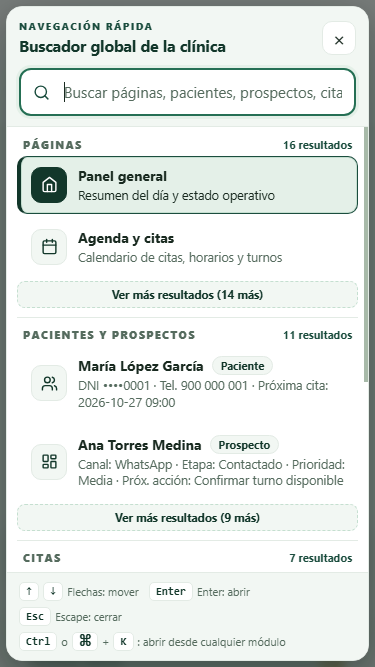 NAVEGACIÓN RÁPIDA
Buscador global de la clínica
×
Buscar páginas, pacientes, prospectos, cita
PÁGINAS 16 resultados
Panel general
Resumen del día y estado operativo
Agenda y citas
Calendario de citas, horarios y turnos
Ver más resultados (14 más)
PACIENTES Y PROSPECTOS 11 resultados
María López García Paciente
DNI ••••0001 · Tel. 900 000 001 · Próxima cita:
2026-10-27 09:00
Ana Torres Medina Prospecto
Canal: WhatsApp · Etapa: Contactado · Prioridad:
Media · Próx. acción: Confirmar turno disponible
Ver más resultados (9 más)
CITAS 7 resultados
↑ ↓ Flechas: mover Enter Enter: abrir
Esc Escape: cerrar
Ctrl o ⌘ + K : abrir desde cualquier módulo